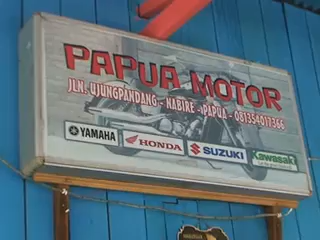 PAPUA MOTOR
JLN. UJUNGPANDANG - NABIRE - PAPUA - 081354017366
YAMAHA HONDA SUZUKI Kawasaki